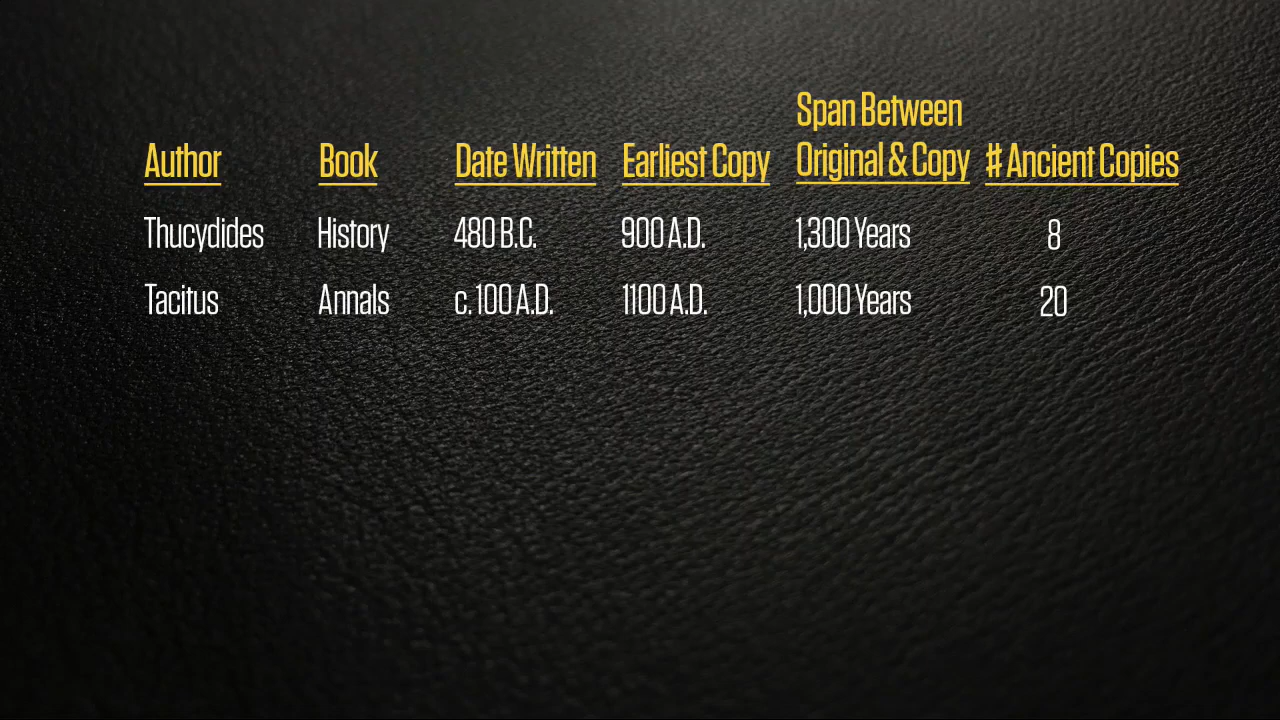 Author Book Date Written Earliest Copy Span Between Original & Copy # Ancient Copies
Thucydides History 480 B.C. 900 A.D. 1,300 Years 8
Tacitus Annals c. 100 A.D. 1100 A.D. 1,000 Years 20